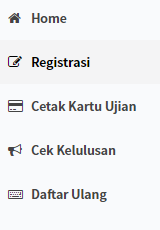 Home
Registrasi
Cetak Kartu Ujian
Cek Kelulusan
Daftar Ulang